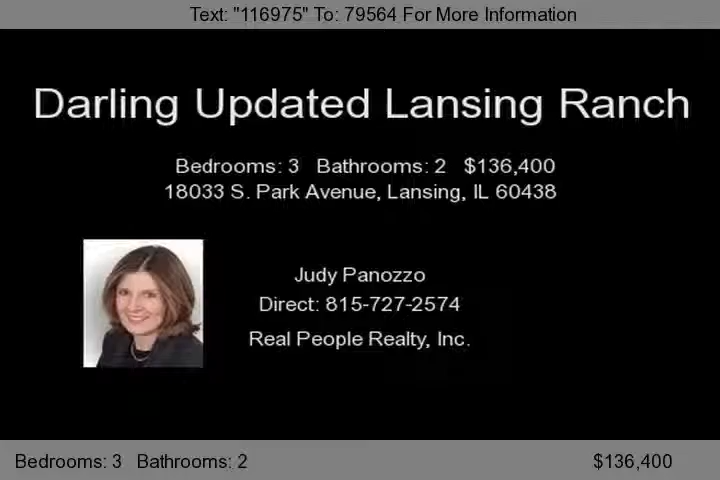 Text: "116975" To: 79564 For More Information
Darling Updated Lansing Ranch
Bedrooms: 3 Bathrooms: 2 $136,400
18033 S. Park Avenue, Lansing, IL 60438
Judy Panozzo
Direct: 815-727-2574
Real People Realty, Inc.
Bedrooms: 3 Bathrooms: 2 $136,400